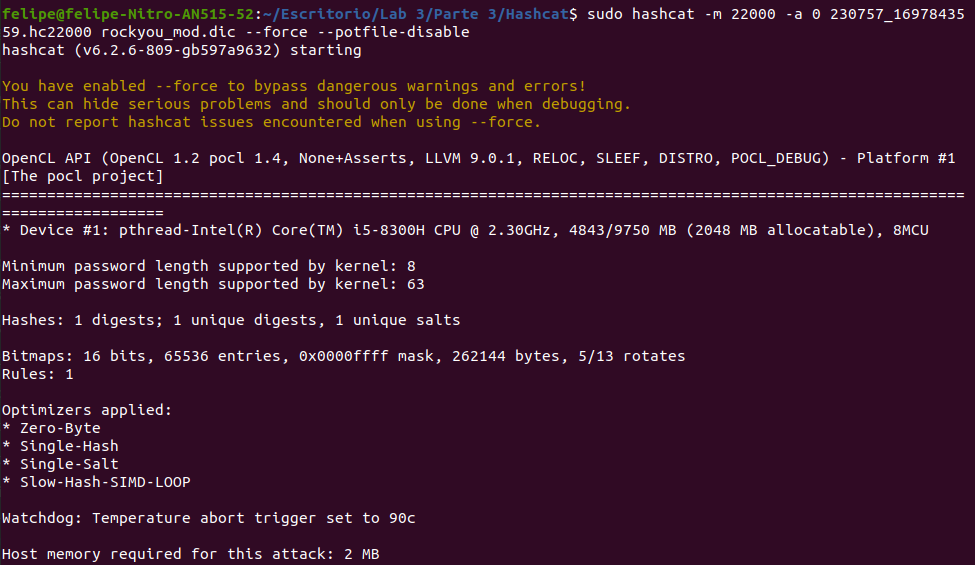 felipe@felipe-Nitro-AN515-52:~/Escritorio/Lab 3/Parte 3/Hashcat$ sudo hashcat -m 22000 -a 0 230757_16978435
59.hc22000 rockyou_mod.dic --force --potfile-disable
hashcat (v6.2.6-809-gb597a9632) starting
You have enabled --force to bypass dangerous warnings and errors!
This can hide serious problems and should only be done when debugging.
Do not report hashcat issues encountered when using --force.
OpenCL API (OpenCL 1.2 pocl 1.4, None+Asserts, LLVM 9.0.1, RELOC, SLEEF, DISTRO, POCL_DEBUG) - Platform #1
[The pocl project]
===========================================================================================================
==================
* Device #1: pthread-Intel(R) Core(TM) i5-8300H CPU @ 2.30GHz, 4843/9750 MB (2048 MB allocatable), 8MCU
Minimum password length supported by kernel: 8
Maximum password length supported by kernel: 63
Hashes: 1 digests; 1 unique digests, 1 unique salts
Bitmaps: 16 bits, 65536 entries, 0x0000ffff mask, 262144 bytes, 5/13 rotates
Rules: 1
Optimizers applied:
* Zero-Byte
* Single-Hash
* Single-Salt
* Slow-Hash-SIMD-LOOP
Watchdog: Temperature abort trigger set to 90c
Host memory required for this attack: 2 MB